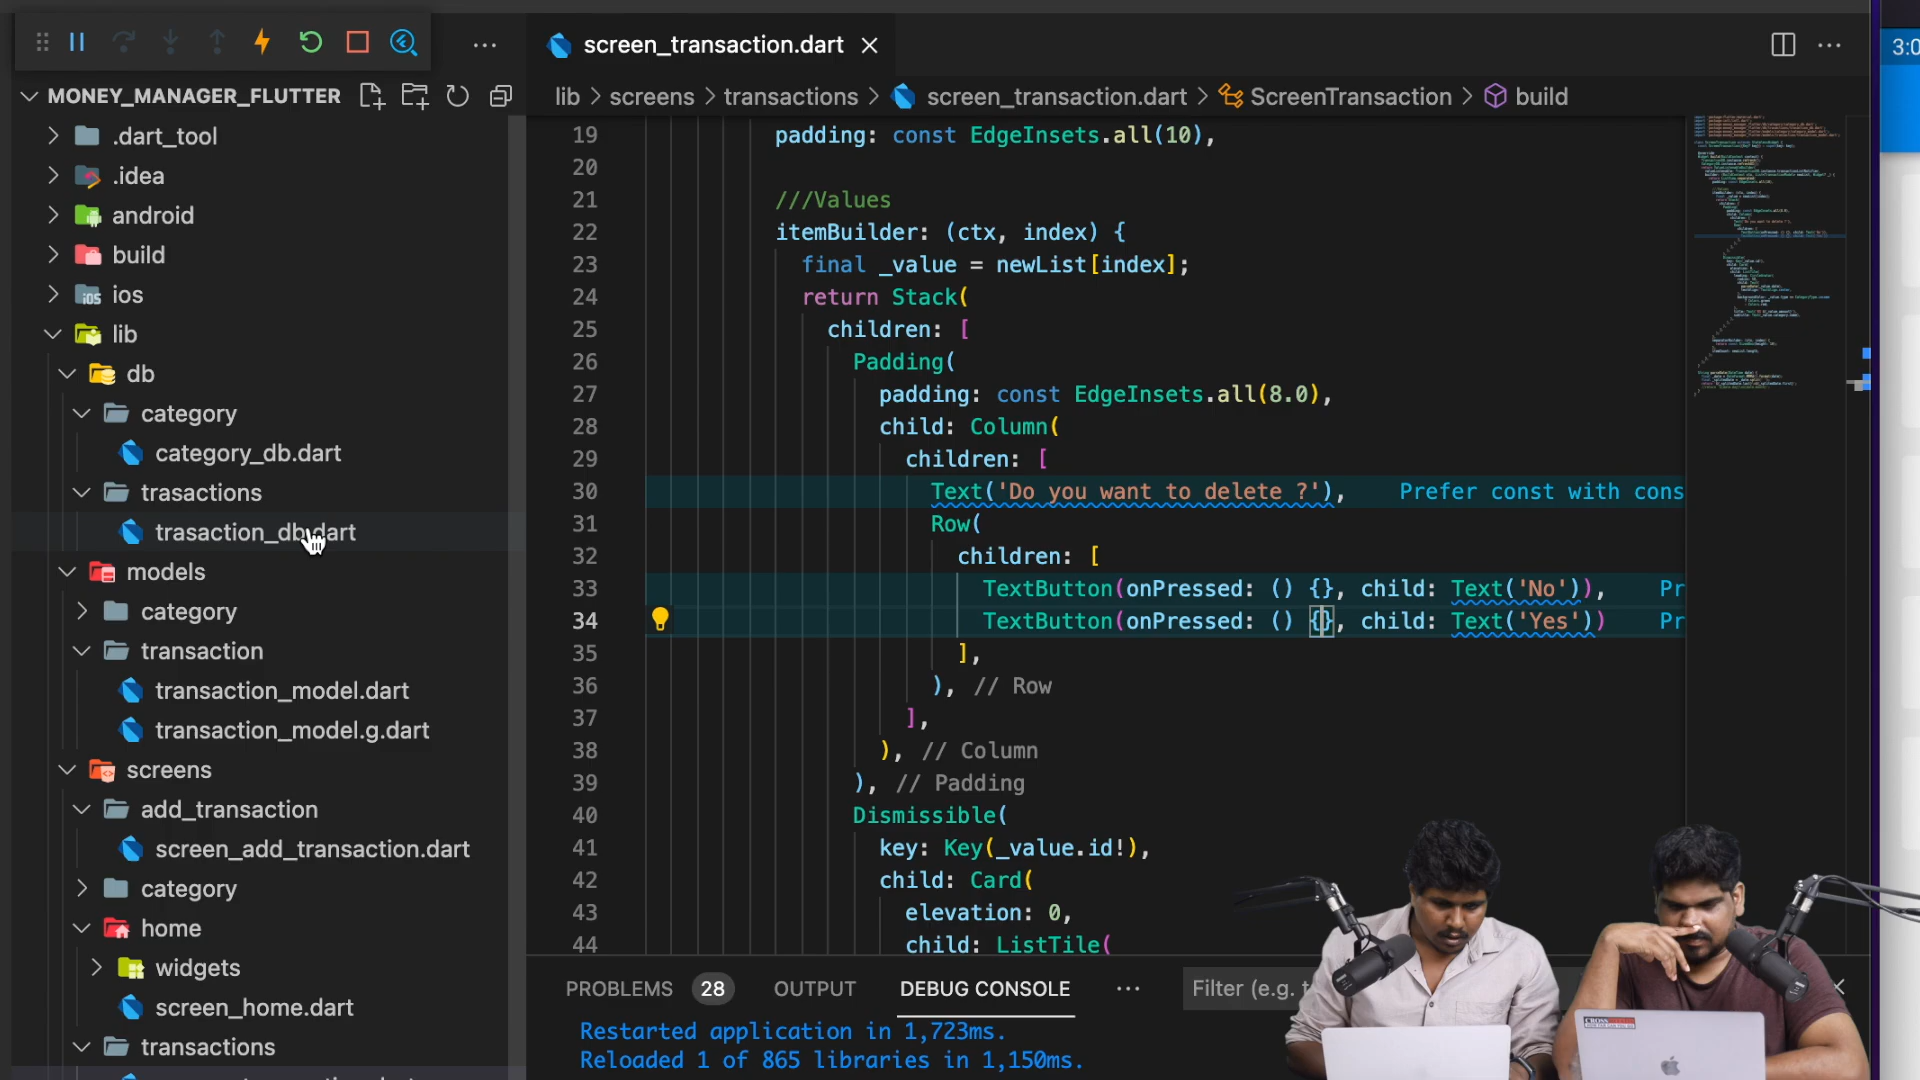 screen_transaction.dart
3:0
MONEY_MANAGER_FLUTTER
lib > screens > transactions > screen_transaction.dart > ScreenTransaction > build
.dart_tool
.idea
android
build
ios
lib
db
category
category_db.dart
trasactions
trasaction_db.dart
models
category
transaction
transaction_model.dart
transaction_model.g.dart
screens
add_transaction
screen_add_transaction.dart
category
home
widgets
screen_home.dart
transactions
19 padding: const EdgeInsets.all(10),
20
21 ///Values
22 itemBuilder: (ctx, index) {
23 final _value = newList[index];
24 return Stack(
25 children: [
26 Padding(
27 padding: const EdgeInsets.all(8.0),
28 child: Column(
29 children: [
30 Text('Do you want to delete ?'), Prefer const with cons
31 Row(
32 children: [
33 TextButton(onPressed: () {}, child: Text('No')), Pr
34 TextButton(onPressed: () {}, child: Text('Yes')) Pr
35 ],
36 ), // Row
37 ],
38 ), // Column
39 ), // Padding
40 Dismissible(
41 key: Key(_value.id!),
42 child: Card(
43 elevation: 0,
44 child: ListTile(
PROBLEMS 28 OUTPUT DEBUG CONSOLE Filter (e.g. t
Restarted application in 1,723ms.
Reloaded 1 of 865 libraries in 1,150ms.